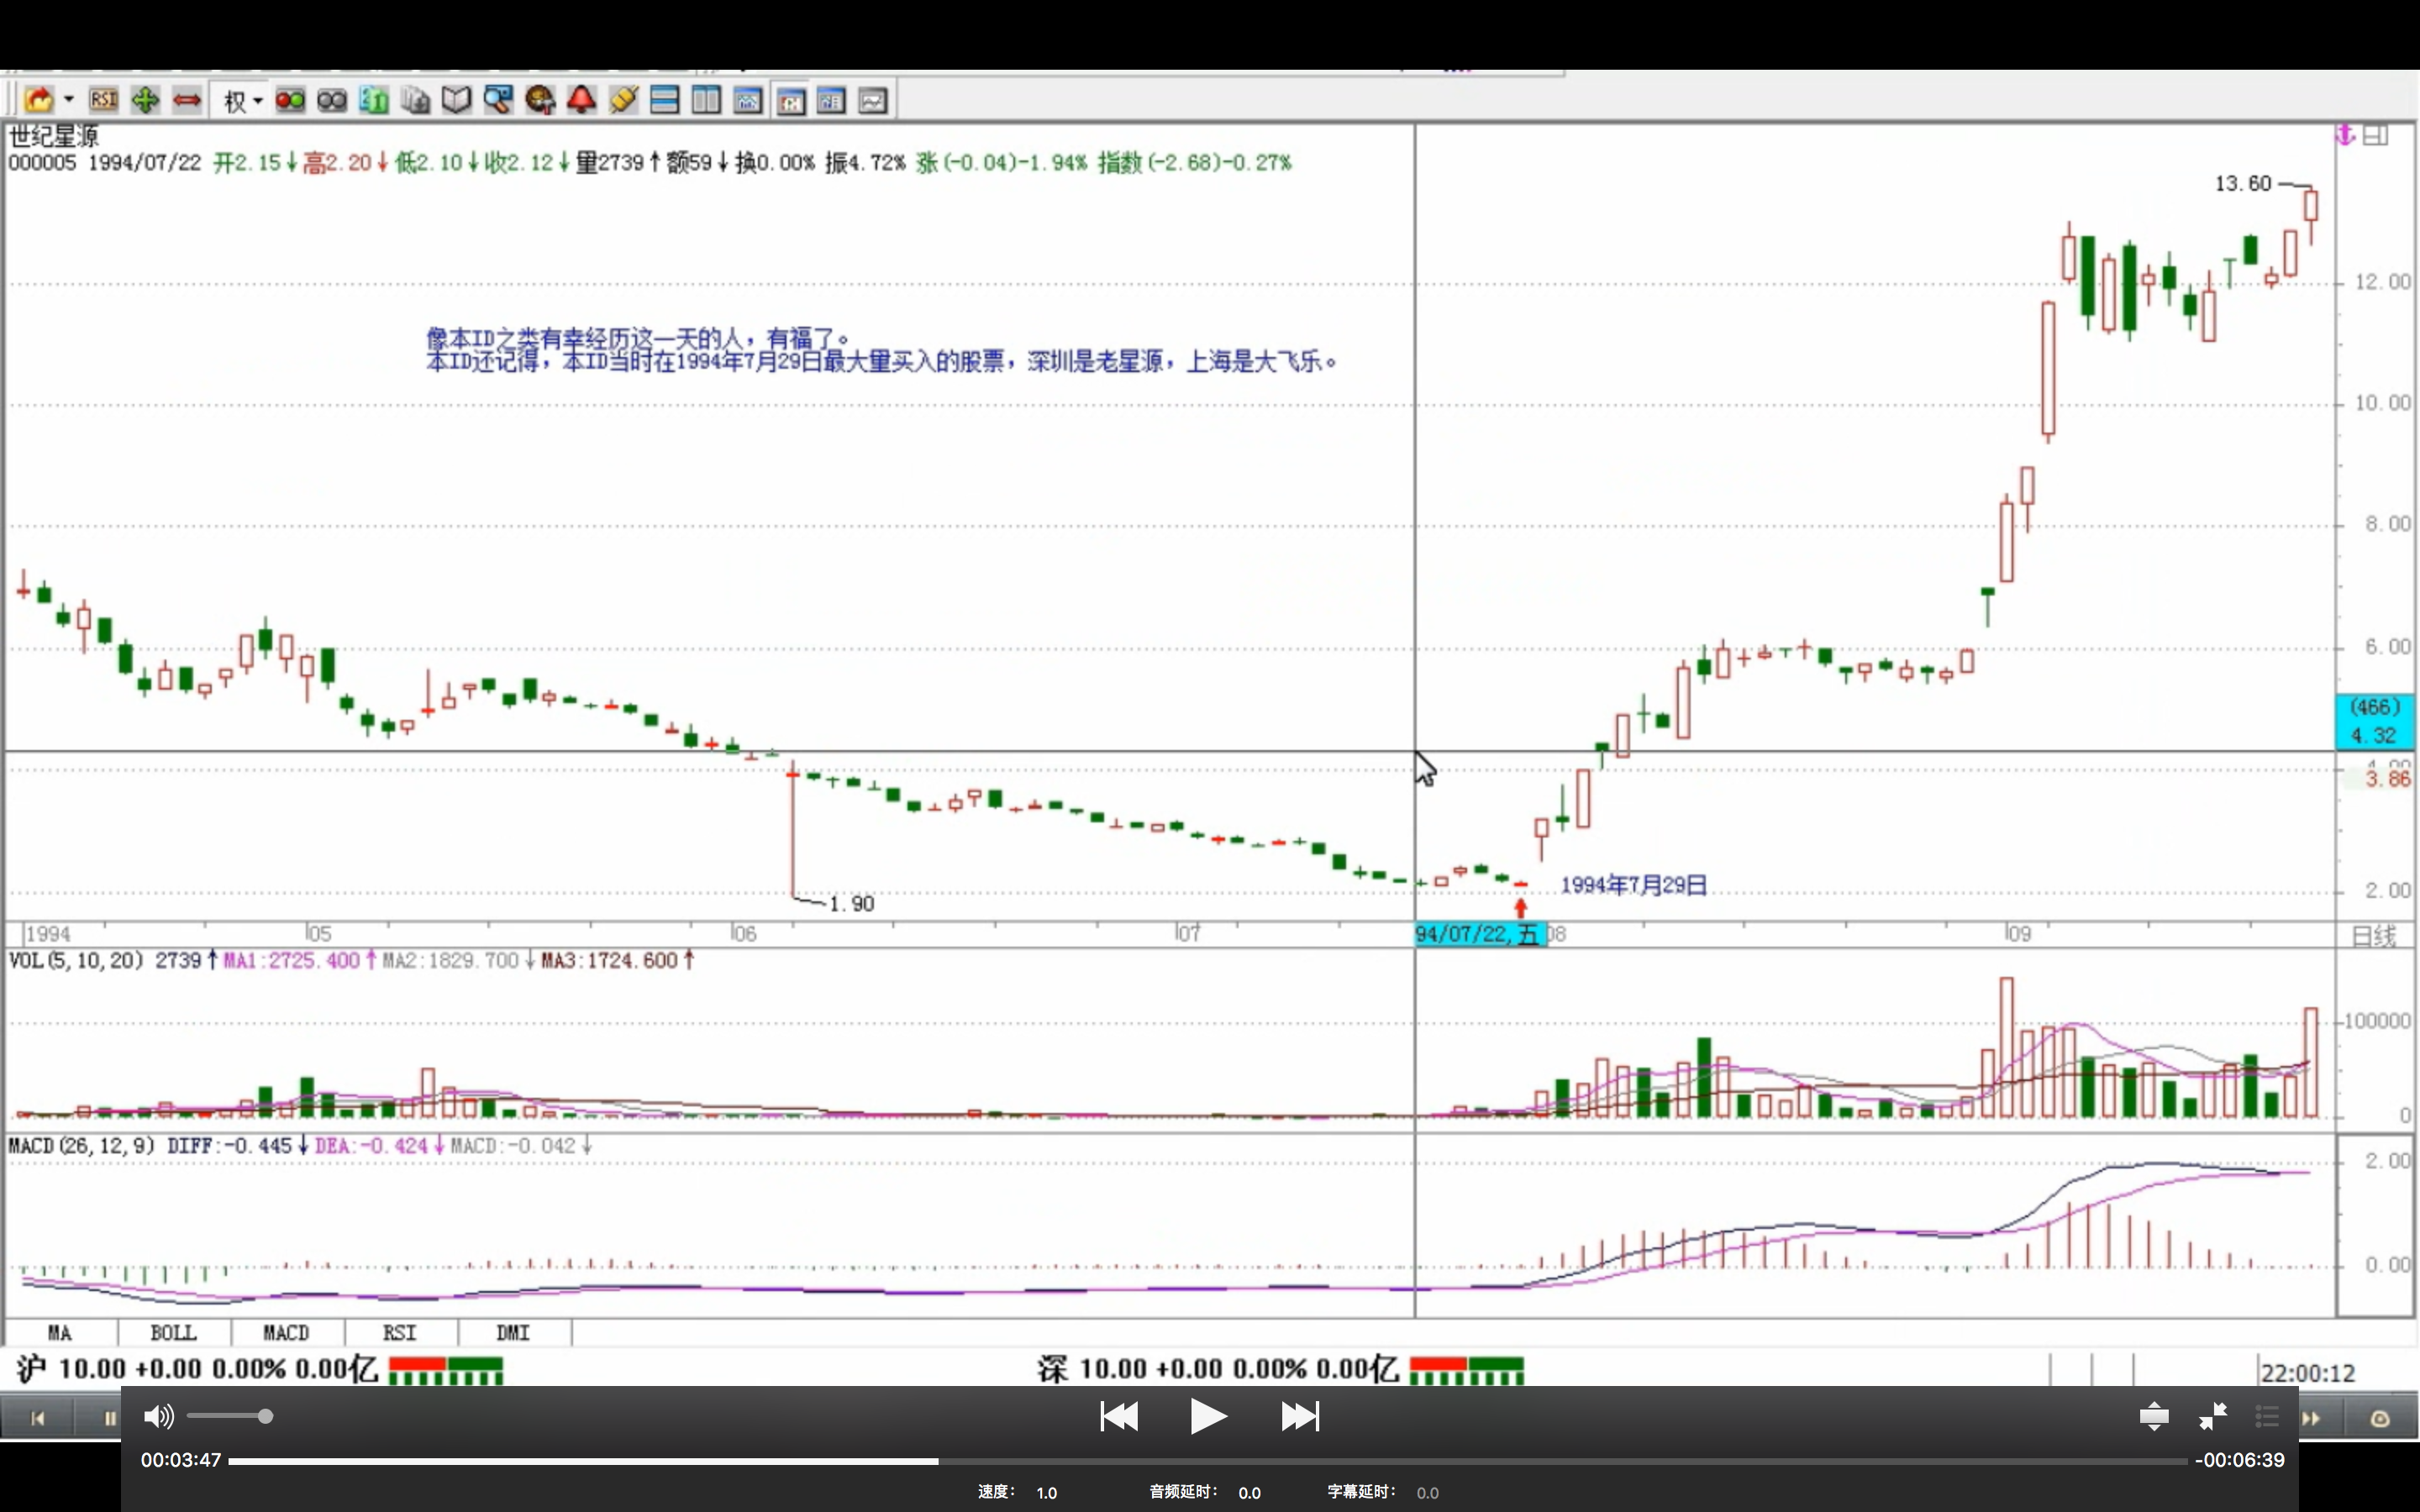 RSI 权
世纪星源
000005 1994/07/22 开2.15↓高2.20↓低2.10↓收2.12↓量2739↑额59↓换0.00% 振4.72% 涨(-0.04)-1.94% 指数(-2.68)-0.27%
13.60
12.00
像本ID之类有幸经历这一天的人，有福了。
本ID还记得，本ID当时在1994年7月29日最大量买入的股票，深圳是老星源，上海是大飞乐。
10.00
8.00
6.00
(466)
4.32
3.86
1994年7月29日
2.00
1.90
1994 05 06 07 94/07/22,五 08 09 日线
VOL(5,10,20) 2739↑MA1:2725.400↑MA2:1829.700↓MA3:1724.600↑
100000
0
MACD(26,12,9) DIFF:-0.445↓DEA:-0.424↓MACD:-0.042↓
2.00
0.00
MA BOLL MACD RSI DMI
沪 10.00 +0.00 0.00% 0.00亿 深 10.00 +0.00 0.00% 0.00亿 22:00:12
00:03:47 -00:06:39
速度： 1.0 音频延时： 0.0 字幕延时： 0.0